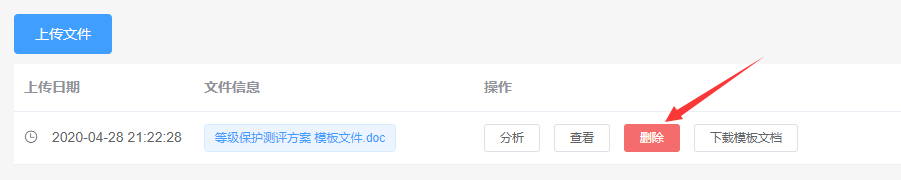 上传文件
上传日期 文件信息 操作
2020-04-28 21:22:28 等级保护测评方案 模板文件.doc 分析 查看 删除 下载模板文档